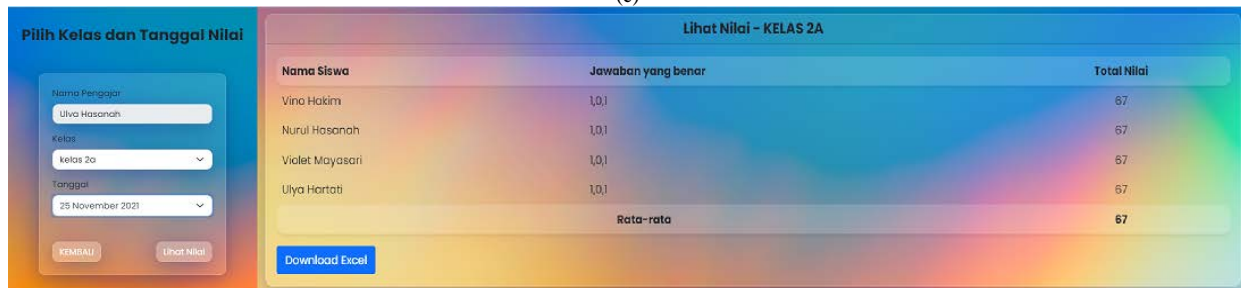 (c)
Pilih Kelas dan Tanggal Nilai
Nama Pengajar
Ulva Hasanah
Kelas
kelas 2a
Tanggal
25 November 2021
KEMBALI
Lihat Nilai
Lihat Nilai - KELAS 2A
Nama Siswa Jawaban yang benar Total Nilai
Vino Hakim 1,0,1 67
Nurul Hasanah 1,0,1 67
Violet Mayasari 1,0,1 67
Ulya Hartati 1,0,1 67
Rata-rata 67
Download Excel